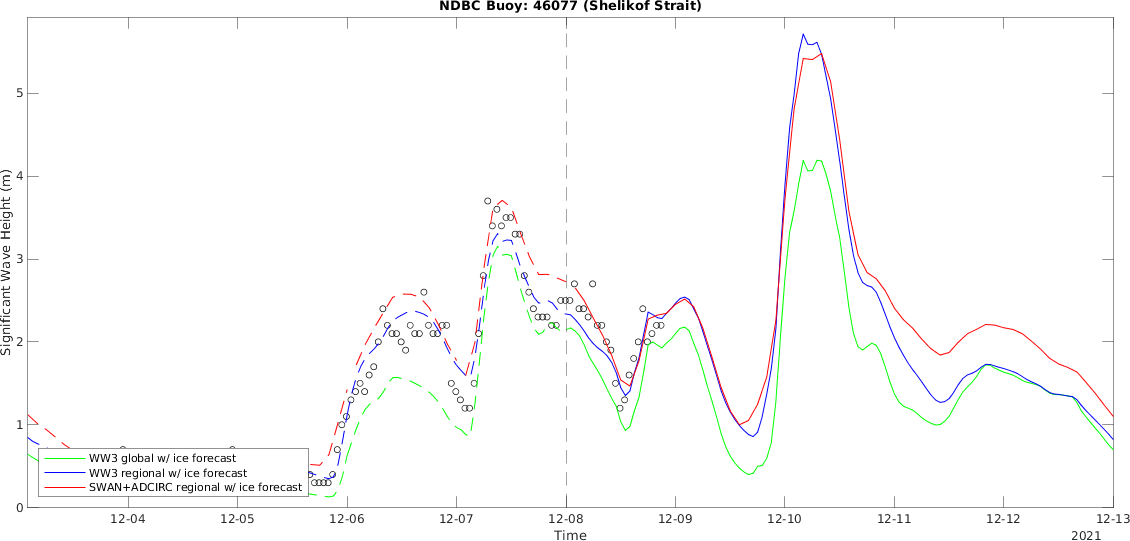 NDBC Buoy: 46077 (Shelikof Strait)
Significant Wave Height (m)
5
4
3
2
1
0
WW3 global w/ ice forecast
WW3 regional w/ ice forecast
SWAN+ADCIRC regional w/ ice forecast
12-04 12-05 12-06 12-07 12-08 12-09 12-10 12-11 12-12 12-13
Time
2021